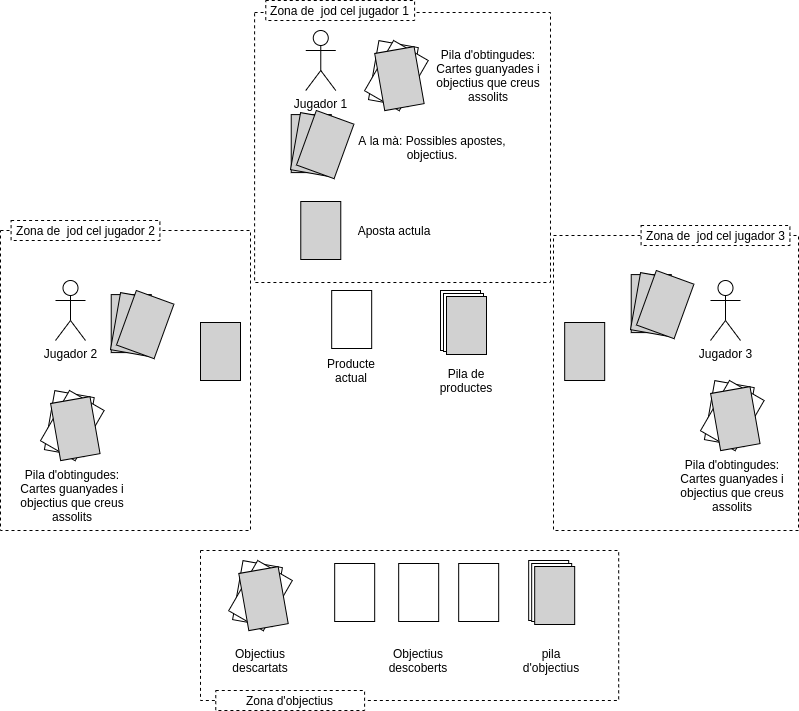 Zona de  jod cel jugador 1
Jugador 1
Pila d'obtingudes:
Cartes guanyades i
objectius que creus
assolits
A la mà: Possibles apostes,
objectius.
Aposta actula
Zona de  jod cel jugador 2
Jugador 2
Pila d'obtingudes:
Cartes guanyades i
objectius que creus
assolits
Producte
actual
Pila de
productes
Zona de  jod cel jugador 3
Jugador 3
Pila d'obtingudes:
Cartes guanyades i
objectius que creus
assolits
Objectius
descartats
Objectius
descoberts
pila
d'objectius
Zona d'objectius